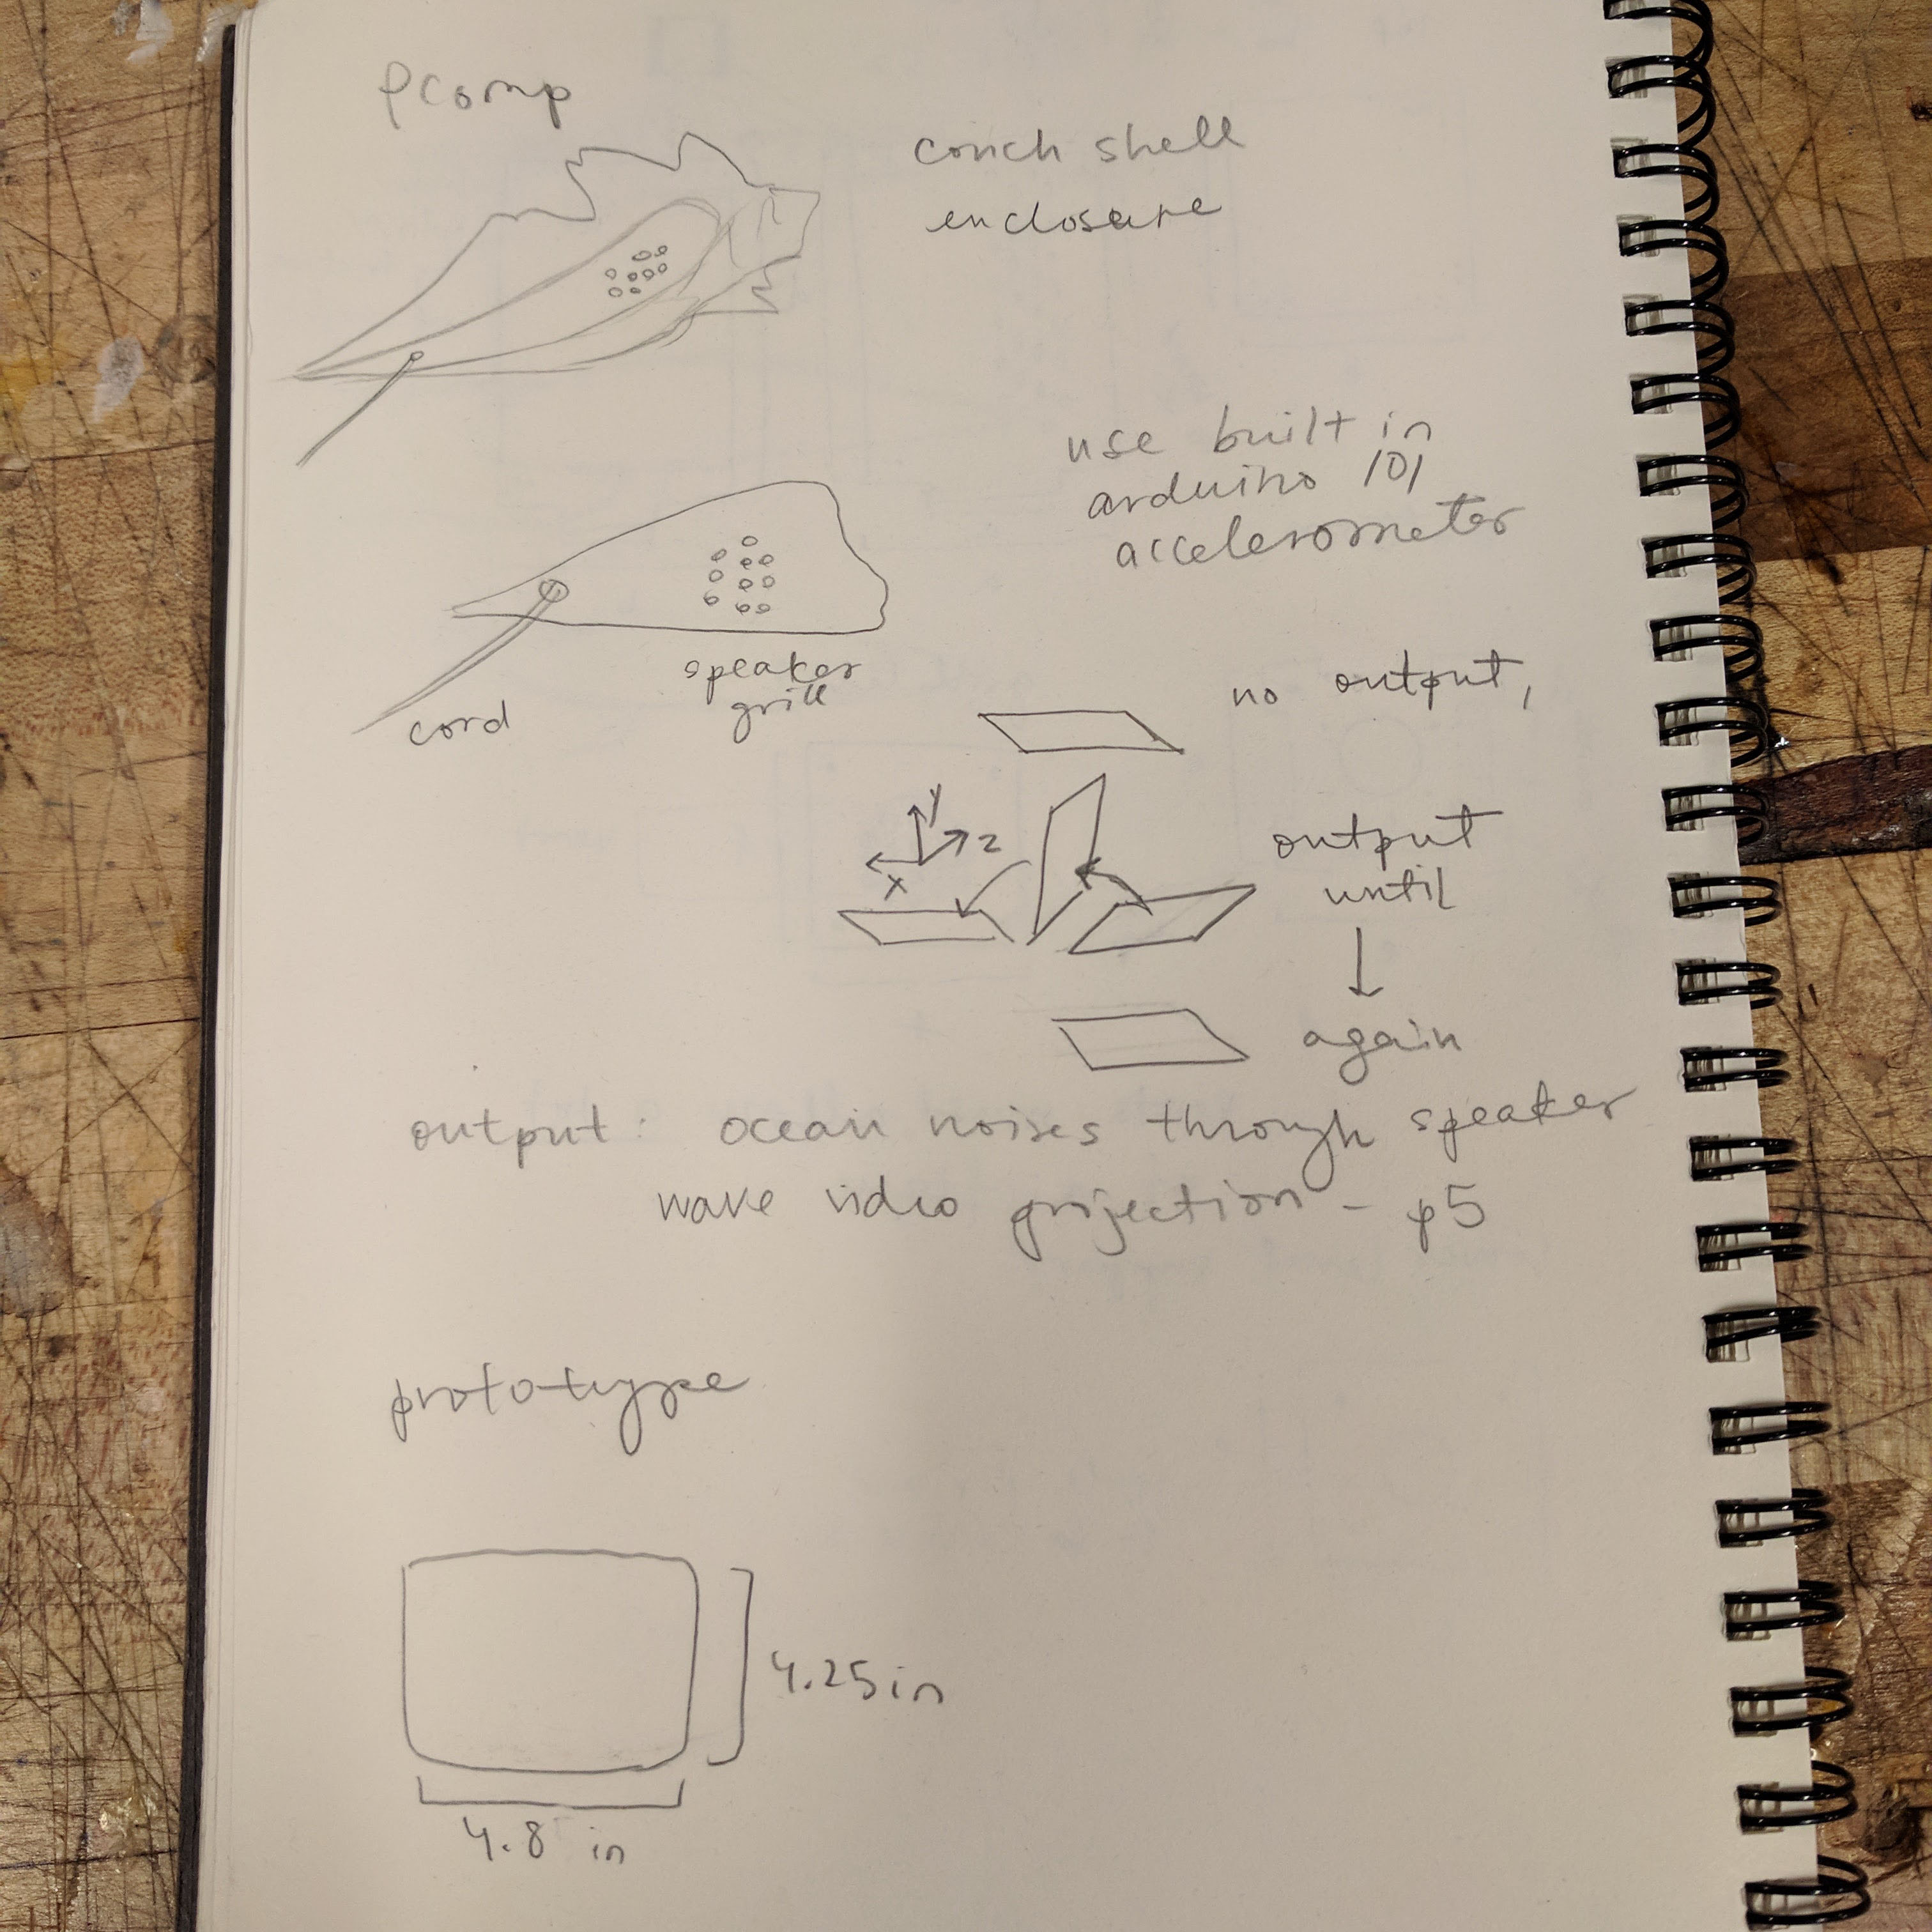 pcomp
conch shell
enclosure
use built in
arduino 101
accelerometer
speaker
grill
cord
no output,
y
z
x
output
until
again
output: ocean noises through speaker
wave video projection - p5
prototype
4.25in
4.8 in